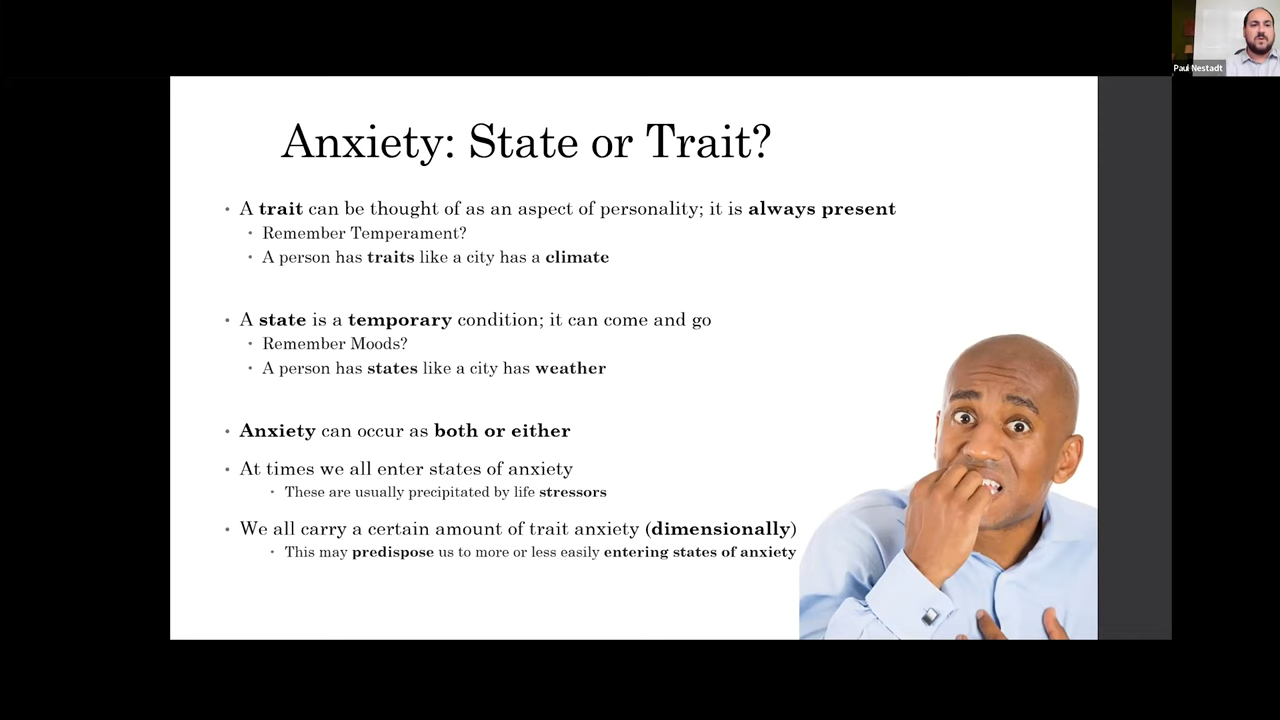 Paul Nestadt
Anxiety: State or Trait?
• A trait can be thought of as an aspect of personality; it is always present
• Remember Temperament?
• A person has traits like a city has a climate
• A state is a temporary condition; it can come and go
• Remember Moods?
• A person has states like a city has weather
• Anxiety can occur as both or either
• At times we all enter states of anxiety
• These are usually precipitated by life stressors
• We all carry a certain amount of trait anxiety (dimensionally)
• This may predispose us to more or less easily entering states of anxiety